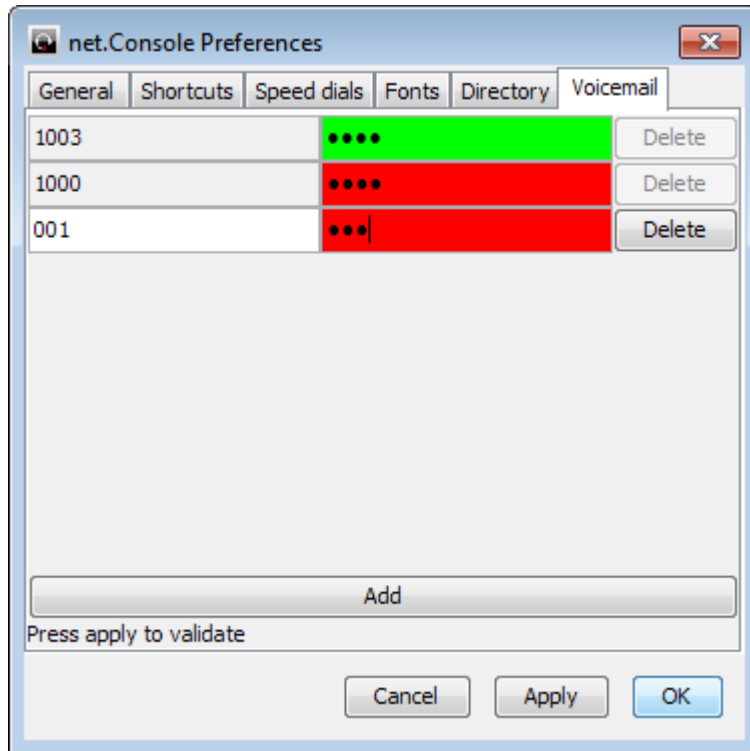 net.Console Preferences
General Shortcuts Speed dials Fonts Directory Voicemail
1003 •••• Delete
1000 •••• Delete
001 ••• Delete
Add
Press apply to validate
Cancel Apply OK